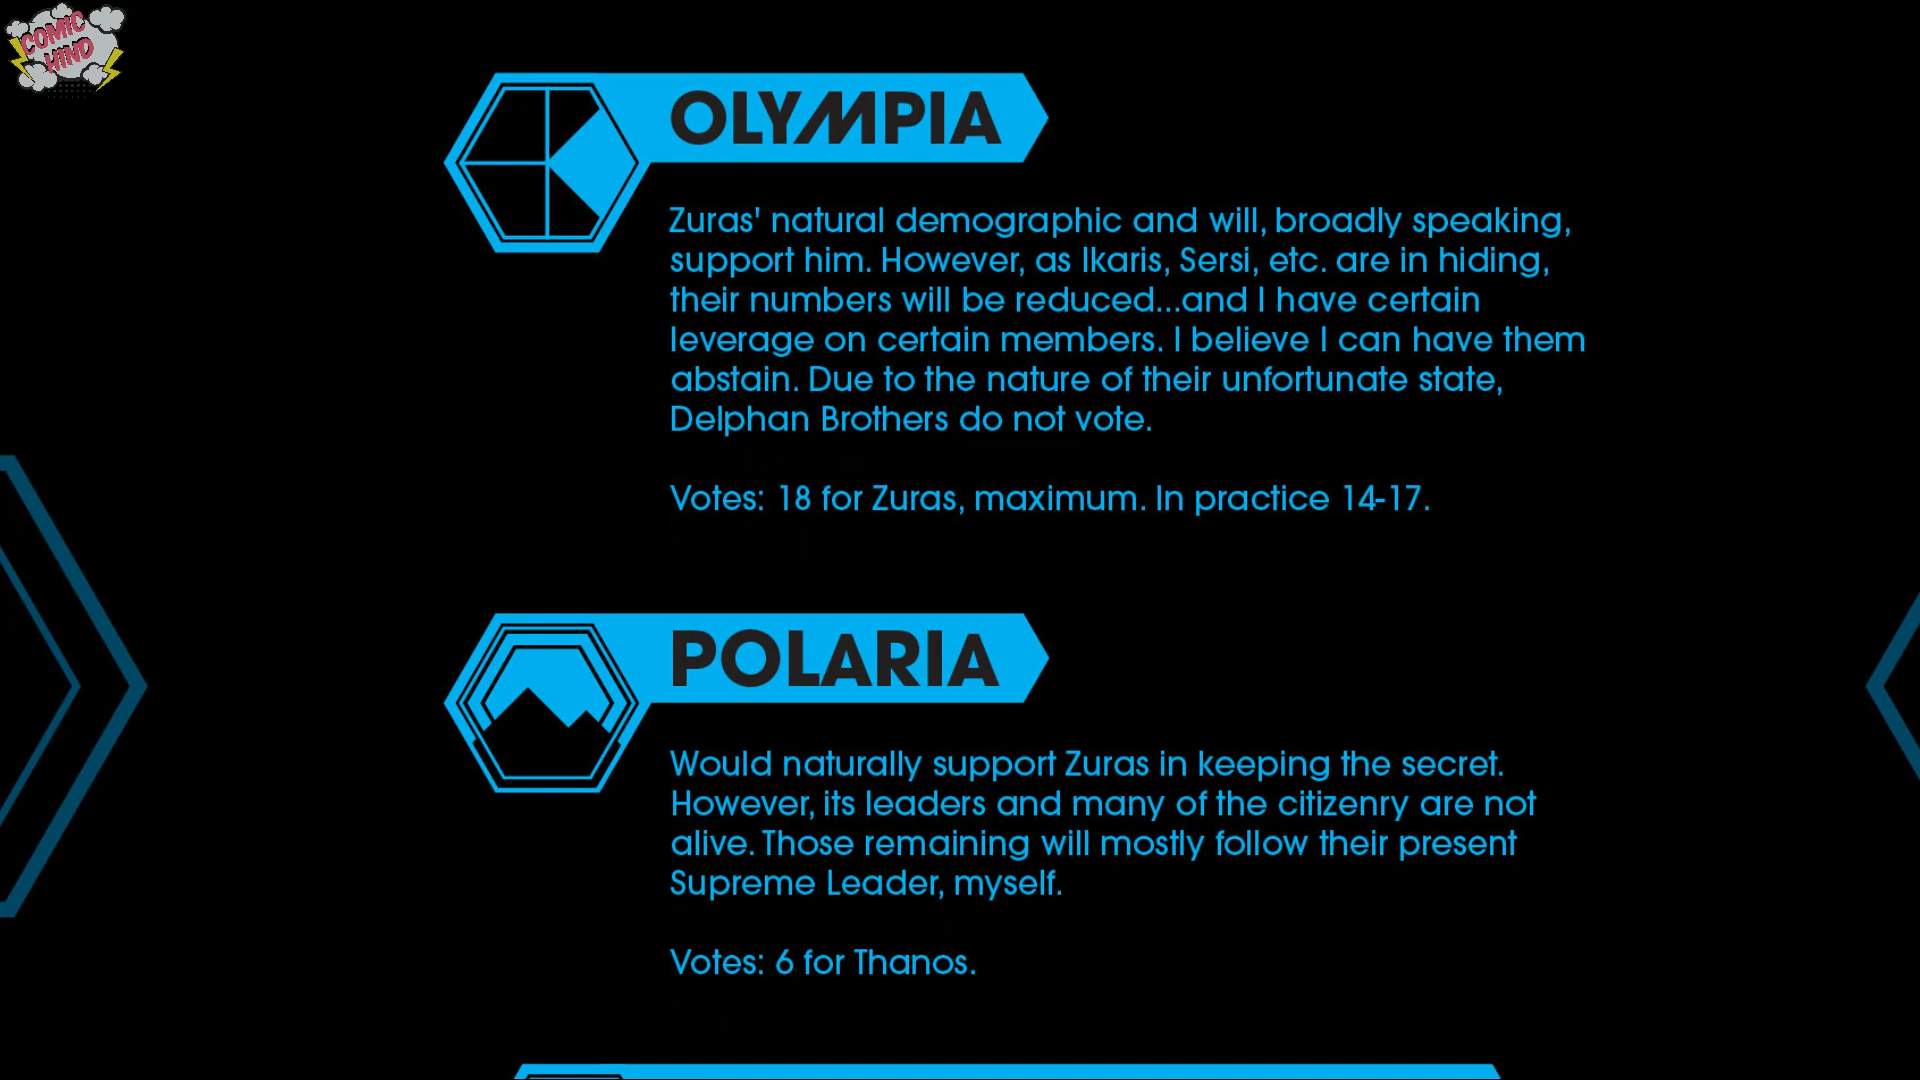 COMIC
HIND
OLYMPIA
Zuras' natural demographic and will, broadly speaking,
support him. However, as Ikaris, Sersi, etc. are in hiding,
their numbers will be reduced...and I have certain
leverage on certain members. I believe I can have them
abstain. Due to the nature of their unfortunate state,
Delphan Brothers do not vote.
Votes: 18 for Zuras, maximum. In practice 14-17.
POLARIA
Would naturally support Zuras in keeping the secret.
However, its leaders and many of the citizenry are not
alive. Those remaining will mostly follow their present
Supreme Leader, myself.
Votes: 6 for Thanos.